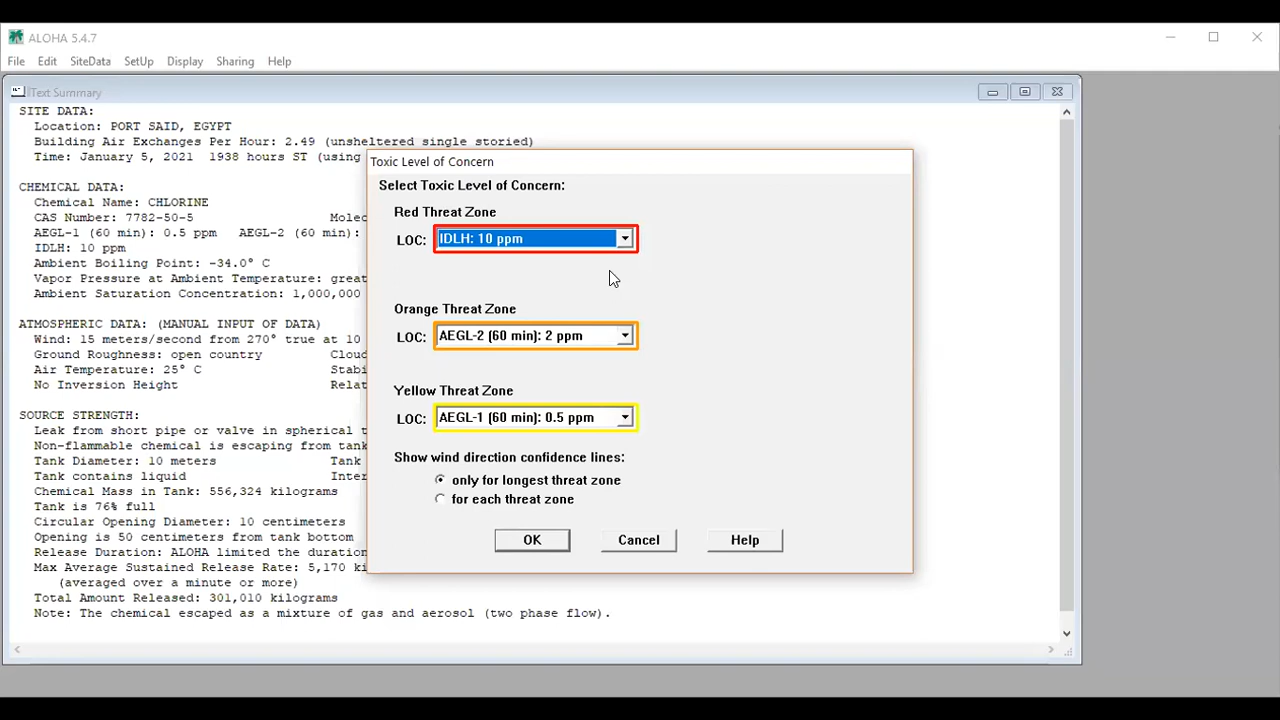 ALOHA 5.4.7
File Edit SiteData SetUp Display Sharing Help
Text Summary
SITE DATA:
Location: PORT SAID, EGYPT
Building Air Exchanges Per Hour: 2.49 (unsheltered single storied)
Time: January 5, 2021 1938 hours ST (using
CHEMICAL DATA:
Chemical Name: CHLORINE
CAS Number: 7782-50-5
AEGL-1 (60 min): 0.5 ppm AEGL-2 (60 min):
IDLH: 10 ppm
Ambient Boiling Point: -34.0° C
Vapor Pressure at Ambient Temperature:
Ambient Saturation Concentration: 1,000,000
ATMOSPHERIC DATA: (MANUAL INPUT OF DATA)
Wind: 15 meters/second from 270° true at 10
Ground Roughness: open country
Air Temperature: 25° C
No Inversion Height
SOURCE STRENGTH:
Leak from short pipe or valve in spherical
Non-flammable chemical is escaping from
Tank Diameter: 10 meters Tank
Tank contains liquid
Chemical Mass in Tank: 556,324 kilograms
Tank is 76% full
Circular Opening Diameter: 10 centimeters
Opening is 50 centimeters from tank bottom
Release Duration: ALOHA limited the
Max Average Sustained Release Rate: 5,170
(averaged over a minute or more)
Total Amount Released: 301,010 kilograms
Note: The chemical escaped as a mixture of gas and aerosol (two phase flow).
Toxic Level of Concern
Select Toxic Level of Concern:
Red Threat Zone
LOC: IDLH: 10 ppm
Orange Threat Zone
LOC: AEGL-2 (60 min): 2 ppm
Yellow Threat Zone
LOC: AEGL-1 (60 min): 0.5 ppm
Show wind direction confidence lines:
only for longest threat zone
for each threat zone
OK Cancel Help